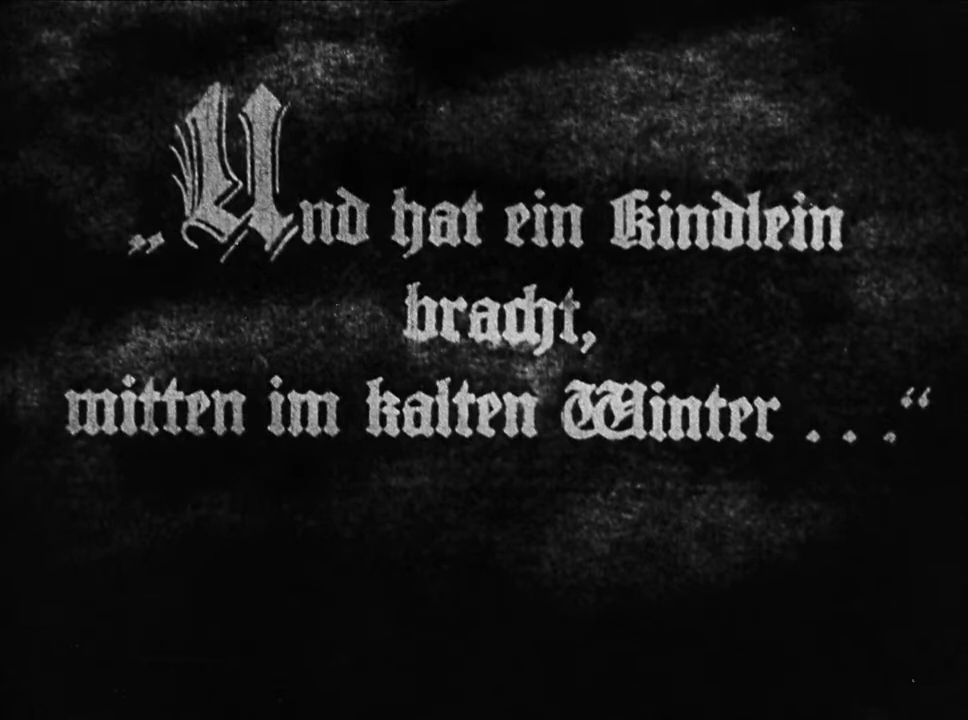 „Und hat ein Kindlein
bracht,
mitten im kalten Winter . . .“